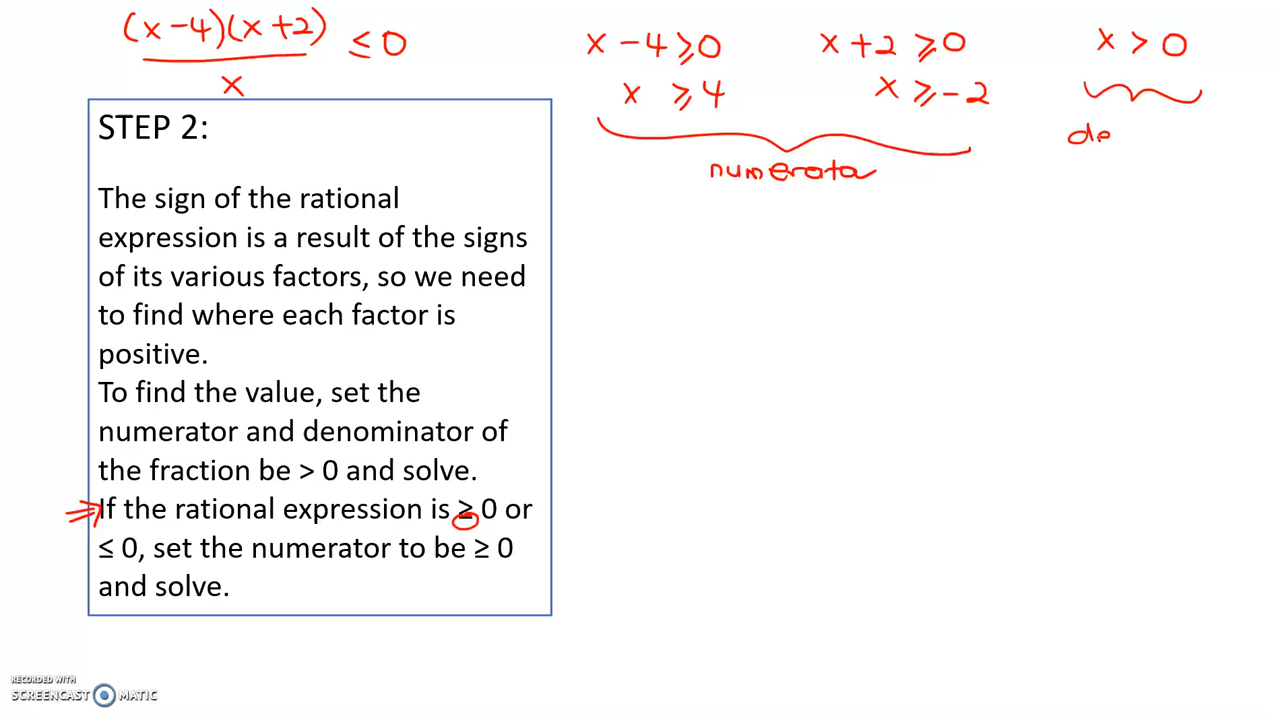 (x-4)(x+2) ≤ 0
x
x-4 ≥ 0 x+2 ≥ 0 x > 0
x ≥ 4 x ≥ -2
numerator
de
STEP 2:
The sign of the rational
expression is a result of the signs
of its various factors, so we need
to find where each factor is
positive.
To find the value, set the
numerator and denominator of
the fraction be > 0 and solve.
If the rational expression is ≥ 0 or
≤ 0, set the numerator to be ≥ 0
and solve.
RECORDED WITH
SCREENCAST MATIC